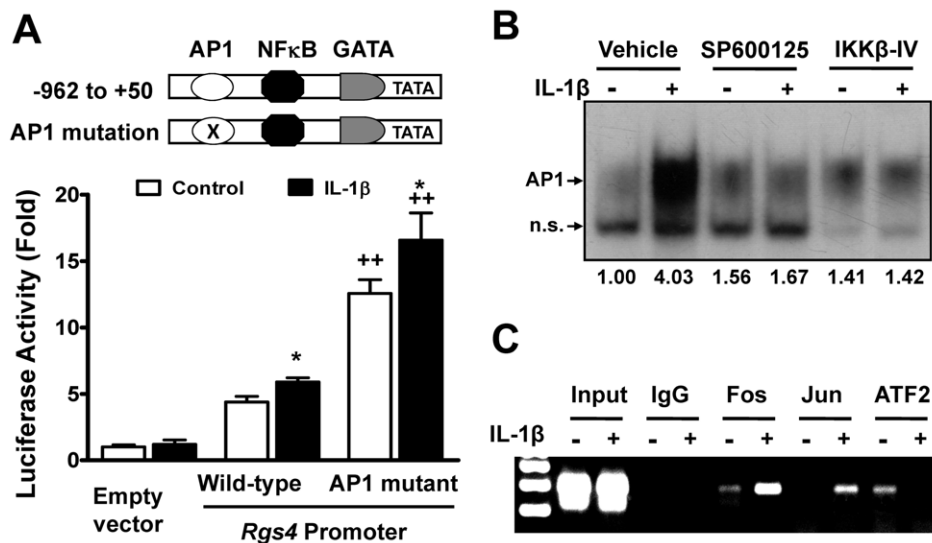 A
AP1 NFκB GATA
-962 to +50 TATA
AP1 mutation X TATA
Control IL-1β
Luciferase Activity (Fold)
20
15
10
5
0
* 
++
++
*
Empty vector
Wild-type AP1 mutant
Rgs4 Promoter
B
Vehicle SP600125 IKKβ-IV
IL-1β - + - + - +
AP1
n.s.
1.00 4.03 1.56 1.67 1.41 1.42
C
Input IgG Fos Jun ATF2
IL-1β - + - + - + - + - +